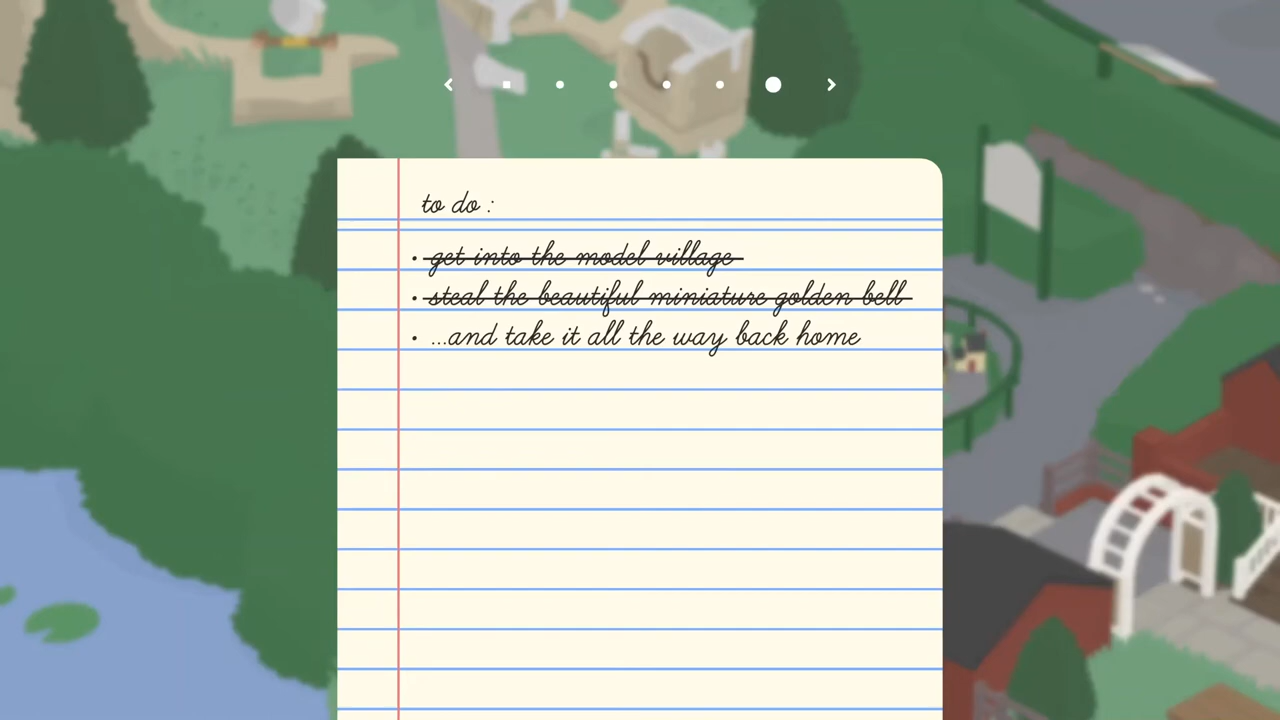 to do :
• get into the model village
• steal the beautiful miniature golden bell
• ...and take it all the way back home